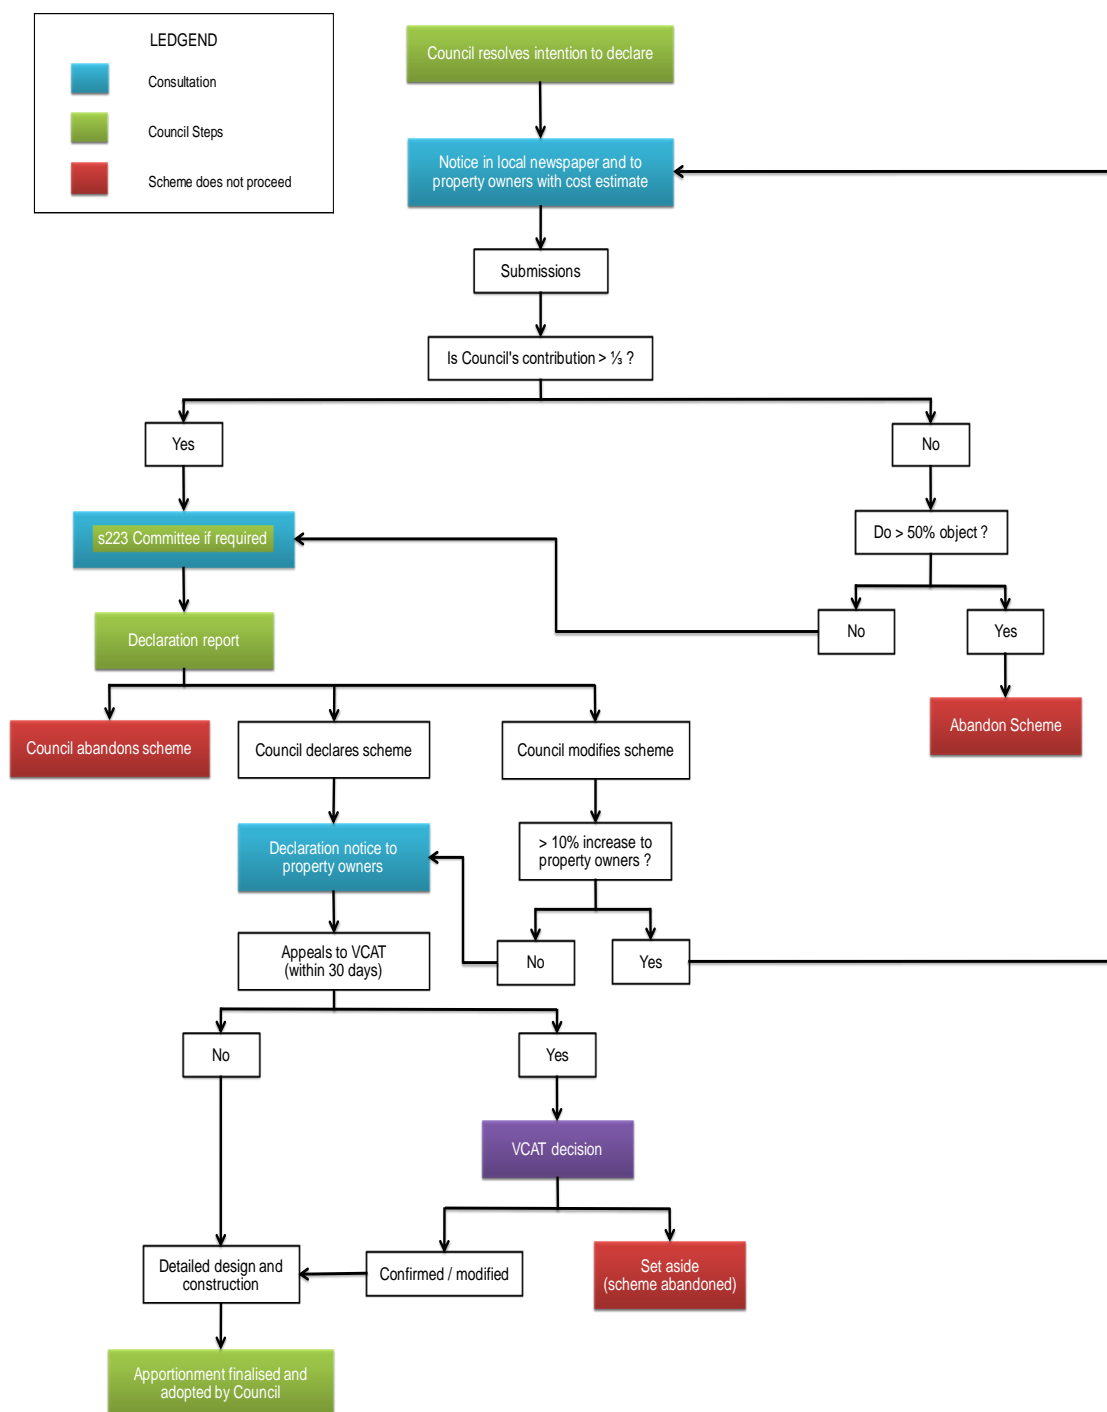 LEDGEND
Consultation
Council Steps
Scheme does not proceed
Council resolves intention to declare
Notice in local newspaper and to
property owners with cost estimate
Submissions
Is Council's contribution > ⅓ ?
Yes
No
s223 Committee if required
Do > 50% object ?
No
Yes
Declaration report
Council abandons scheme
Council declares scheme
Council modifies scheme
Abandon Scheme
Declaration notice to
property owners
> 10% increase to
property owners ?
Appeals to VCAT
(within 30 days)
No
Yes
No
Yes
VCAT decision
Detailed design and
construction
Confirmed / modified
Set aside
(scheme abandoned)
Apportionment finalised and
adopted by Council